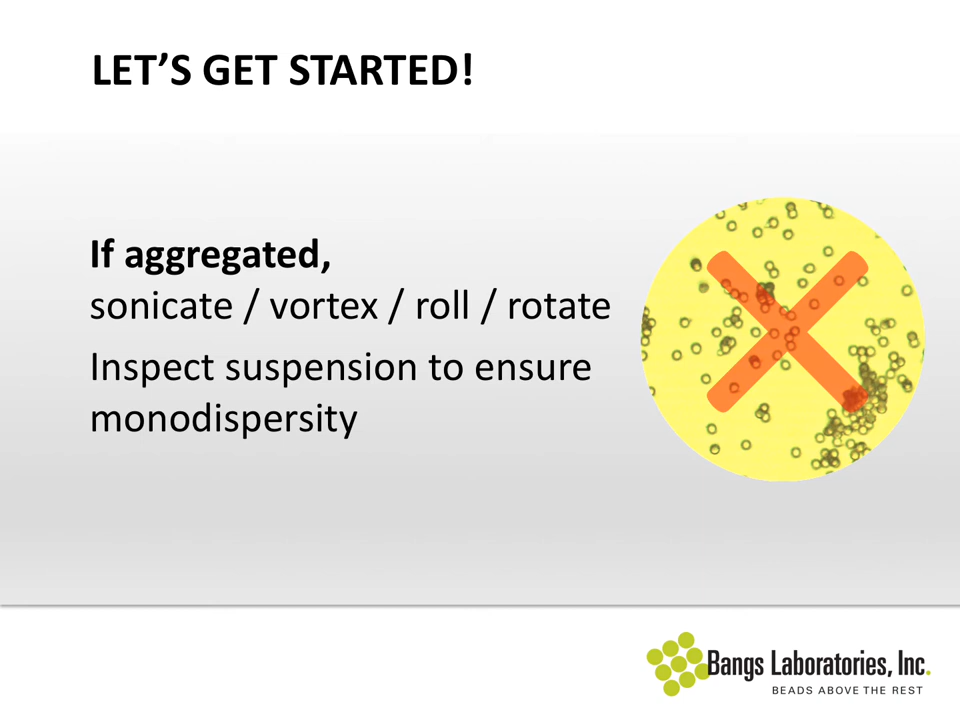 LET’S GET STARTED!
If aggregated,
sonicate / vortex / roll / rotate
Inspect suspension to ensure
monodispersity
Bangs Laboratories, Inc.
BEADS ABOVE THE REST